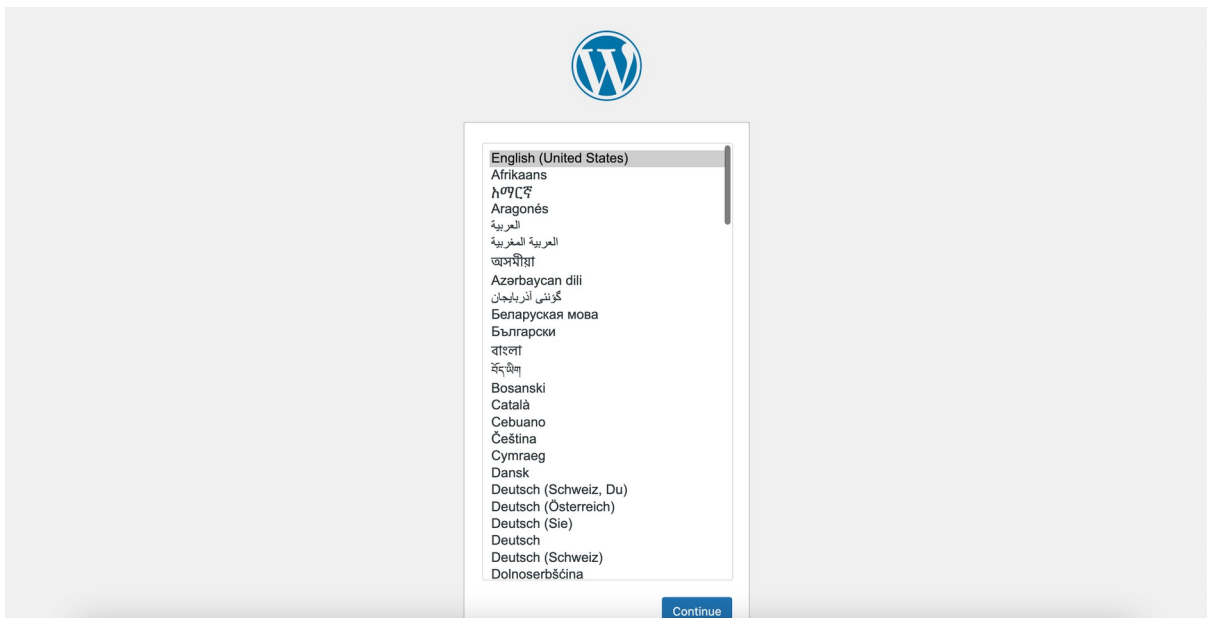 English (United States)
Afrikaans
አማርኛ
Aragonés
العربية
العربية المغربية
অসমীয়া
Azərbaycan dili
گؤنئی آذربایجان
Беларуская мова
Български
বাংলা
བོད་ཡིག
Bosanski
Català
Cebuano
Čeština
Cymraeg
Dansk
Deutsch (Schweiz, Du)
Deutsch (Österreich)
Deutsch (Sie)
Deutsch
Deutsch (Schweiz)
Dolnoserbšćina
Continue